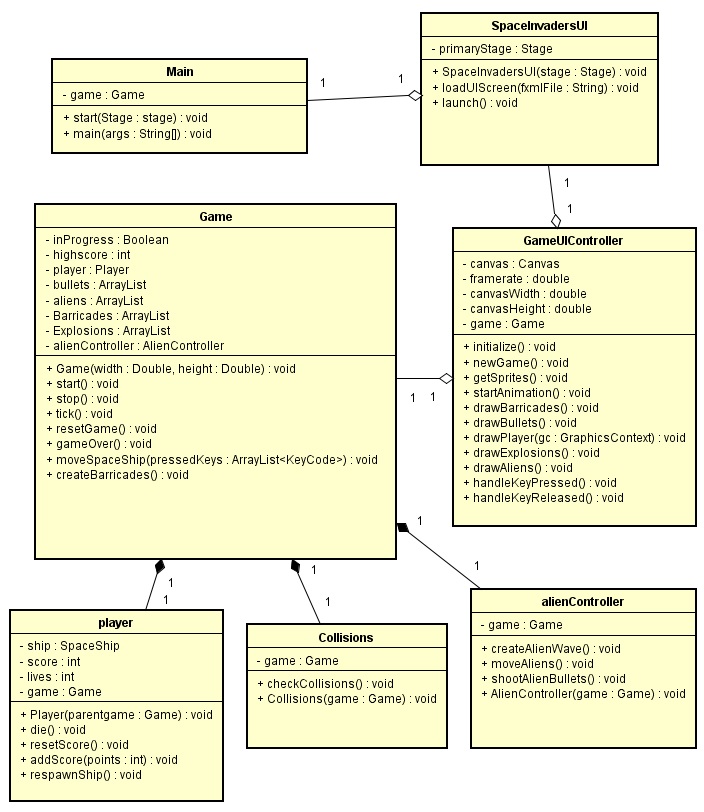 SpaceInvadersUI
- primaryStage : Stage
+ SpaceInvadersUI(stage : Stage) : void
+ loadUIScreen(fxmlFile : String) : void
+ launch() : void
Main
- game : Game
+ start(Stage : stage) : void
+ main(args : String[]) : void
1
1
1
1
Game
- inProgress : Boolean
- highscore : int
- player : Player
- bullets : ArrayList
- aliens : ArrayList
- Barricades : ArrayList
- Explosions : ArrayList
- alienController : AlienController
+ Game(width : Double, height : Double) : void
+ start() : void
+ stop() : void
+ tick() : void
+ resetGame() : void
+ gameOver() : void
+ moveSpaceShip(pressedKeys : ArrayList<KeyCode>) : void
+ createBarricades() : void
GameUIController
- canvas : Canvas
- framerate : double
- canvasWidth : double
- canvasHeight : double
- game : Game
+ initialize() : void
+ newGame() : void
+ getSprites() : void
+ startAnimation() : void
+ drawBarricades() : void
+ drawBullets() : void
+ drawPlayer(gc : GraphicsContext) : void
+ drawExplosions() : void
+ drawAliens() : void
+ handleKeyPressed() : void
+ handleKeyReleased() : void
1
1
1
1
1
1
1
1
player
- ship : SpaceShip
- score : int
- lives : int
- game : Game
+ Player(parentgame : Game) : void
+ die() : void
+ resetScore() : void
+ addScore(points : int) : void
+ respawnShip() : void
Collisions
- game : Game
+ checkCollisions() : void
+ Collisions(game : Game) : void
alienController
- game : Game
+ createAlienWave() : void
+ moveAliens() : void
+ shootAlienBullets() : void
+ AlienController(game : Game) : void